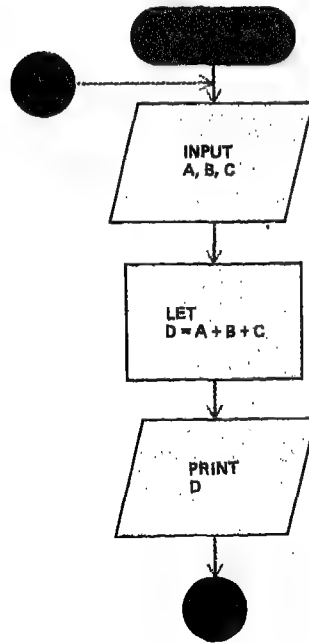 INPUT
A, B, C
LET
D = A + B + C
PRINT
D